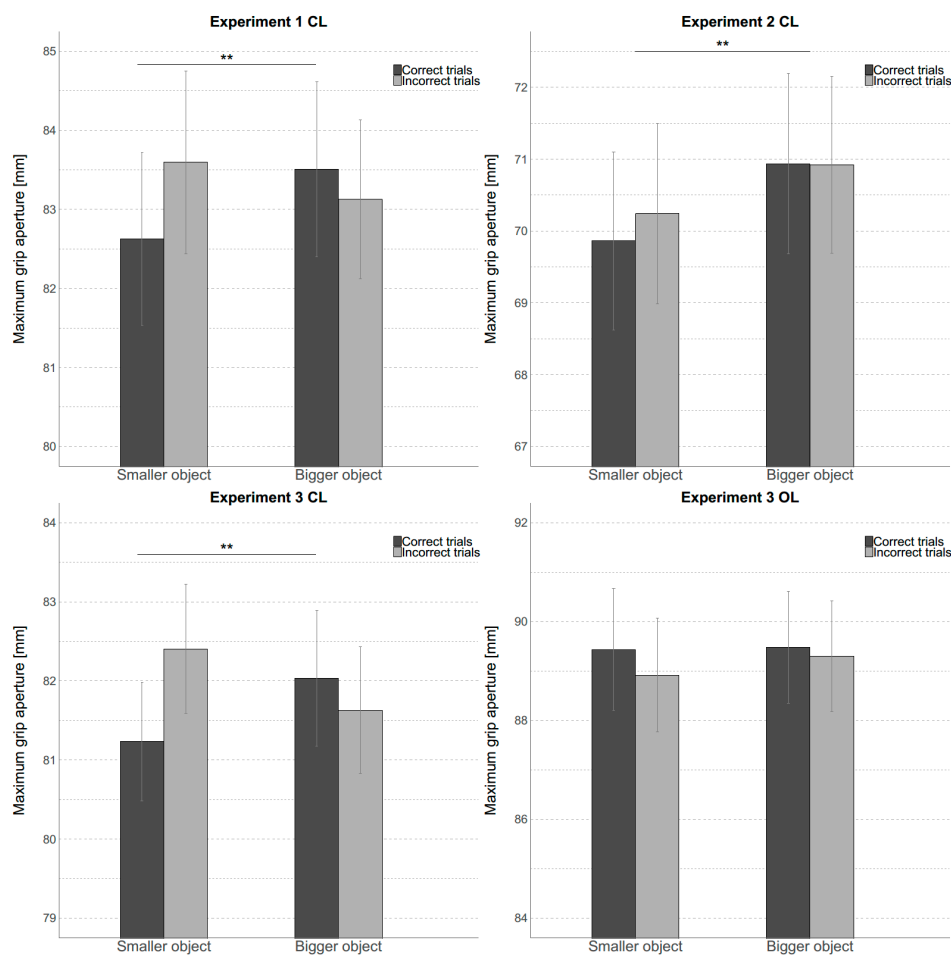 Experiment 1 CL
85
**
Correct trials
Incorrect trials
84
83
82
81
80
Maximum grip aperture [mm]
Smaller object
Bigger object
Experiment 2 CL
**
Correct trials
Incorrect trials
72
71
70
69
68
67
Maximum grip aperture [mm]
Smaller object
Bigger object
Experiment 3 CL
84
**
Correct trials
Incorrect trials
83
82
81
80
79
Maximum grip aperture [mm]
Smaller object
Bigger object
Experiment 3 OL
92
Correct trials
Incorrect trials
90
88
86
84
Maximum grip aperture [mm]
Smaller object
Bigger object